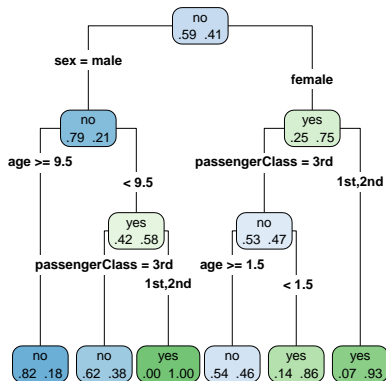 no
.59 .41
sex = male
female
no
.79 .21
yes
.25 .75
age >= 9.5
passengerClass = 3rd
< 9.5
1st,2nd
yes
.42 .58
no
.53 .47
passengerClass = 3rd
age >= 1.5
1st,2nd
< 1.5
no
.82 .18
no
.62 .38
yes
.00 1.00
no
.54 .46
yes
.14 .86
yes
.07 .93